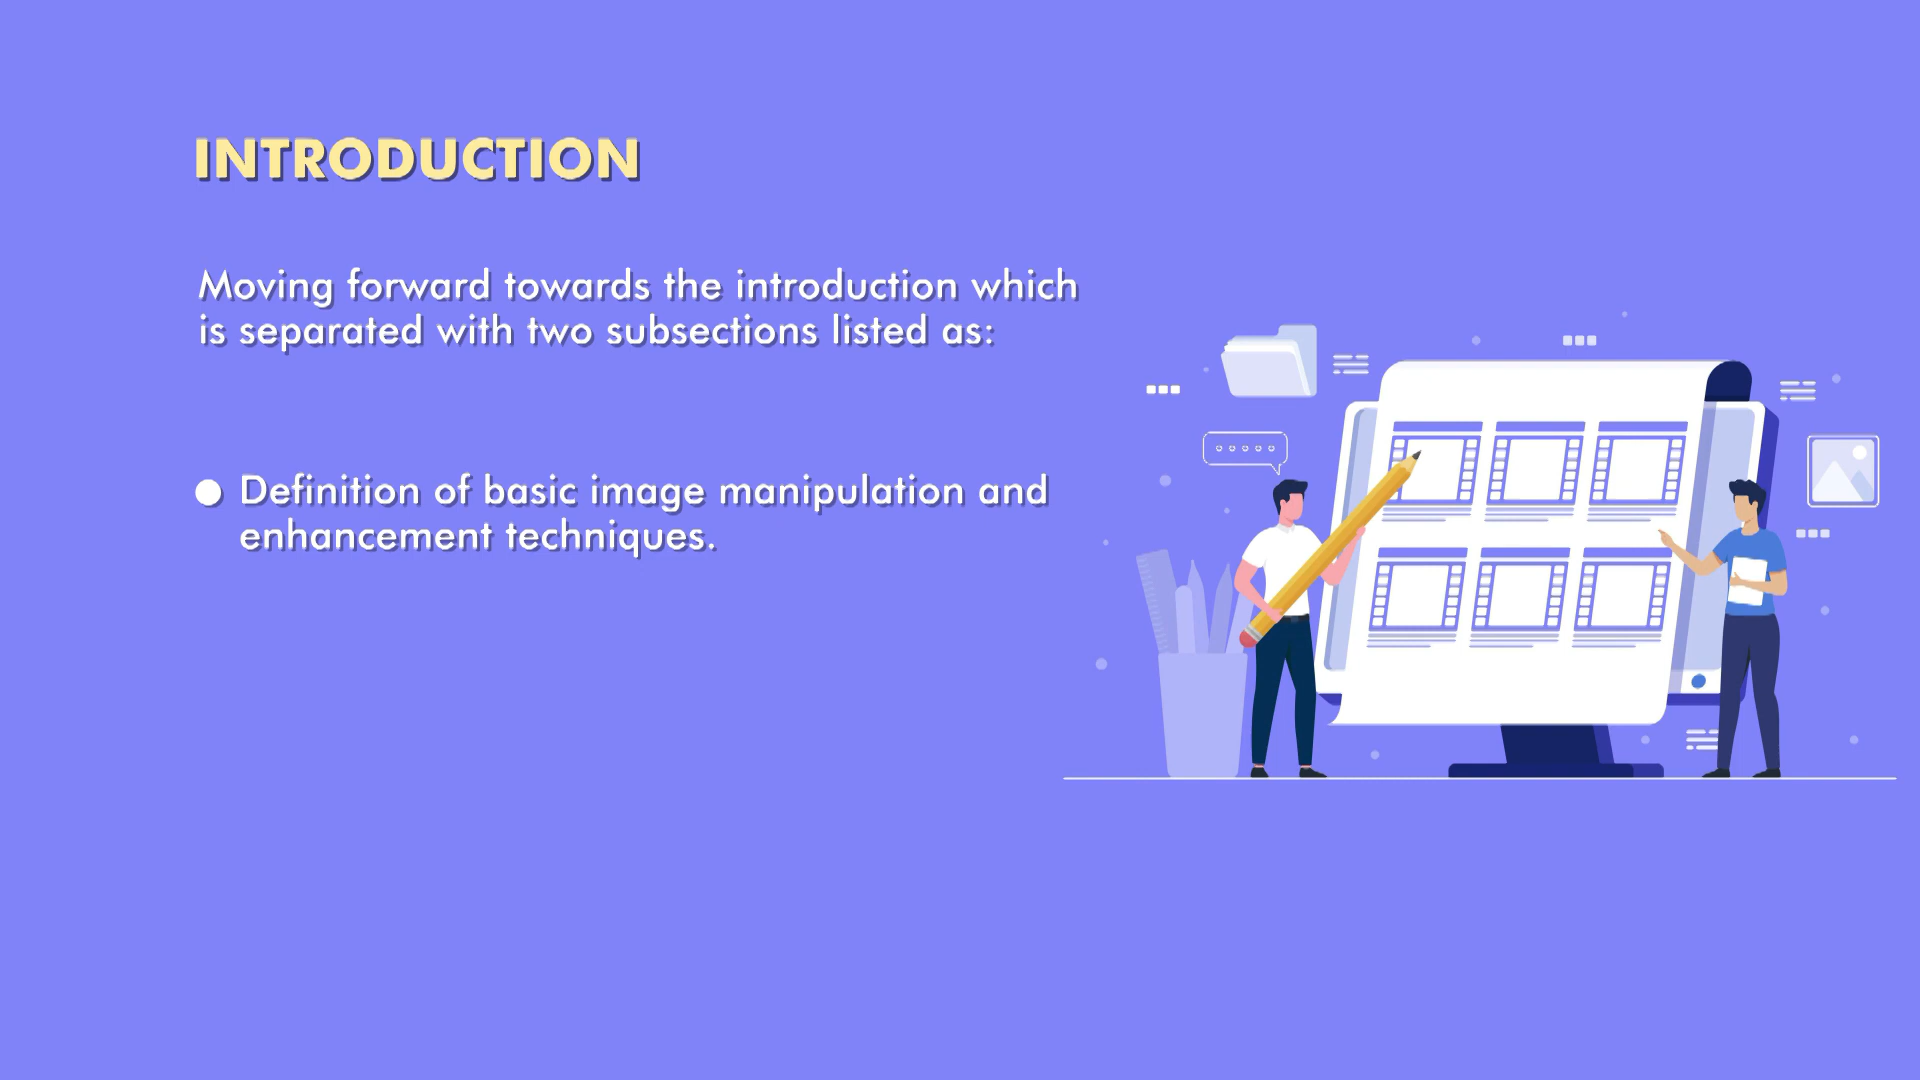 INTRODUCTION
Moving forward towards the introduction which
is separated with two subsections listed as:
● Definition of basic image manipulation and
enhancement techniques.